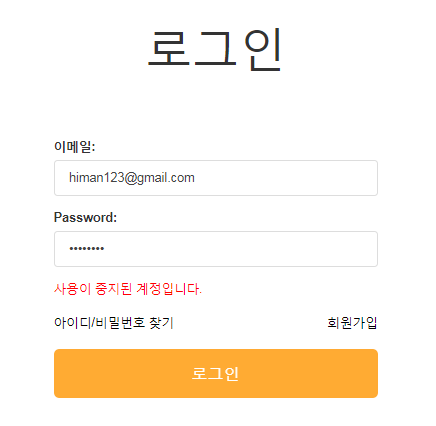 로그인
이메일:
himan123@gmail.com
Password:
••••••••
사용이 중지된 계정입니다.
아이디/비밀번호 찾기 회원가입
로그인